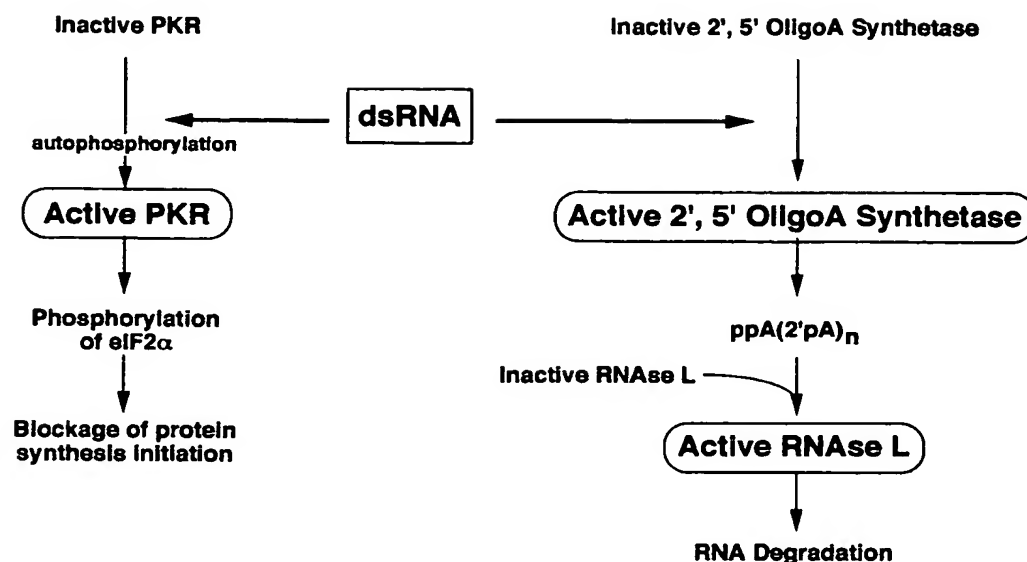 Inactive PKR
Inactive 2', 5' OligoA Synthetase
dsRNA
autophosphorylation
Active PKR
Active 2', 5' OligoA Synthetase
Phosphorylation
of eIF2α
ppA(2'pA)n
Inactive RNAse L
Blockage of protein
synthesis initiation
Active RNAse L
RNA Degradation